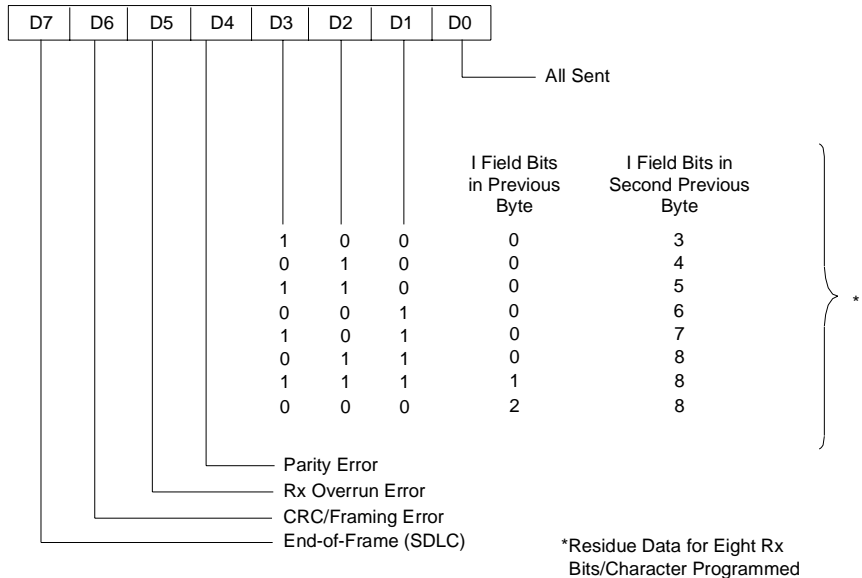 D7 D6 D5 D4 D3 D2 D1 D0
All Sent
I Field Bits
in Previous
Byte
I Field Bits in
Second Previous
Byte
1 0 0 0 3
0 1 0 0 4
1 1 0 0 5
0 0 1 0 6
1 0 1 0 7
0 1 1 0 8
1 1 1 1 8
0 0 0 2 8
*
Parity Error
Rx Overrun Error
CRC/Framing Error
End-of-Frame (SDLC)
*Residue Data for Eight Rx
Bits/Character Programmed